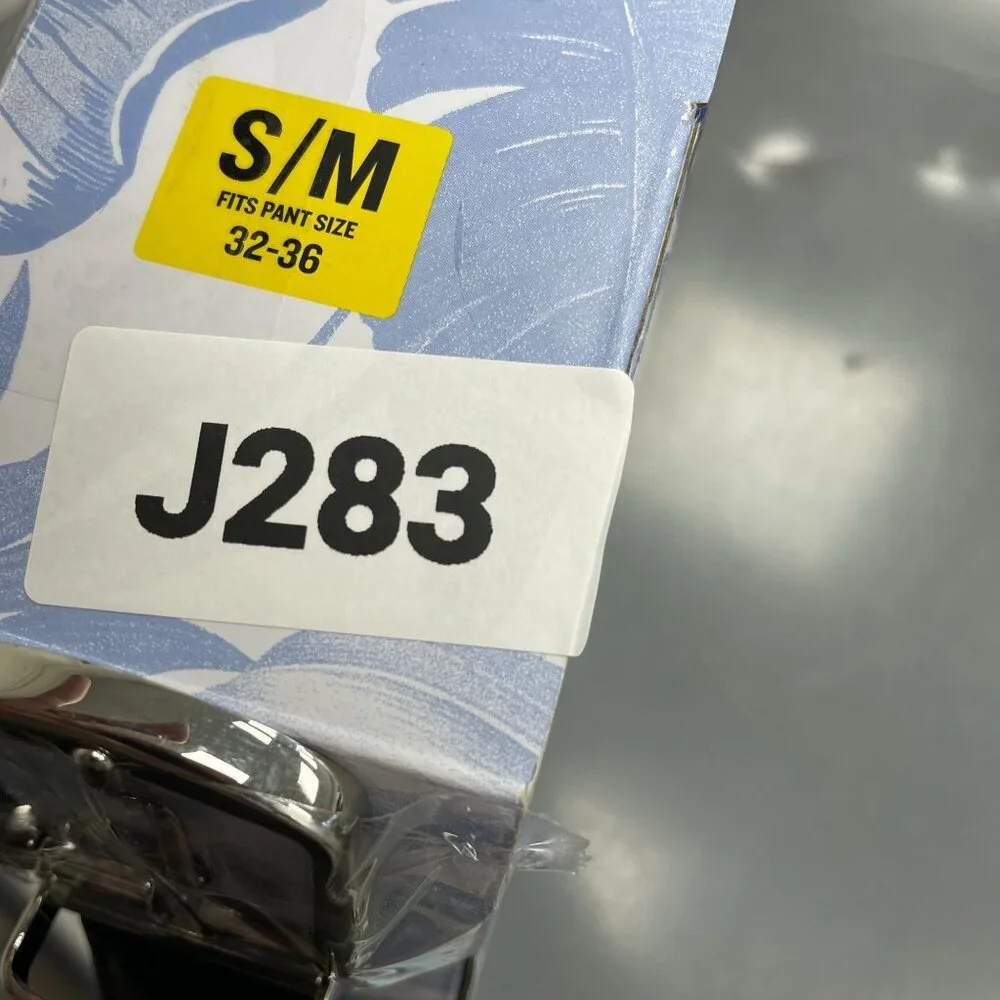 S/M
FITS PANT SIZE
32-36
J283